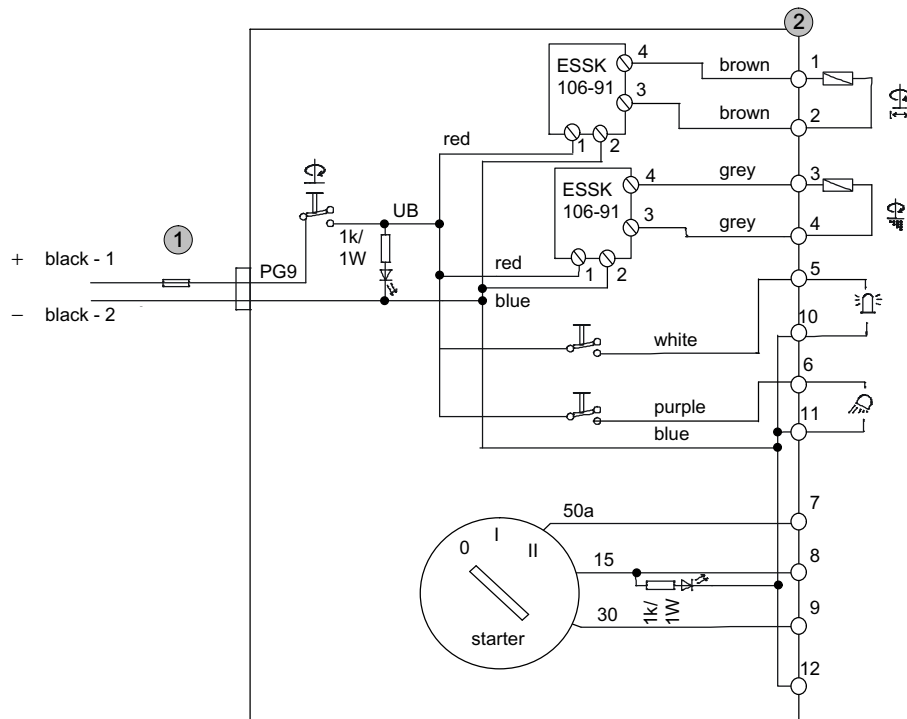 2
ESSK
106-91
4
3
1
2
brown
1
brown
2
red
ESSK
106-91
4
3
1
2
grey
3
grey
4
UB
1k/
1W
red
1
+ black - 1
PG9
− black - 2
blue
5
10
white
6
purple
11
blue
50a
7
0
I
II
15
8
1k/
1W
30
9
starter
12